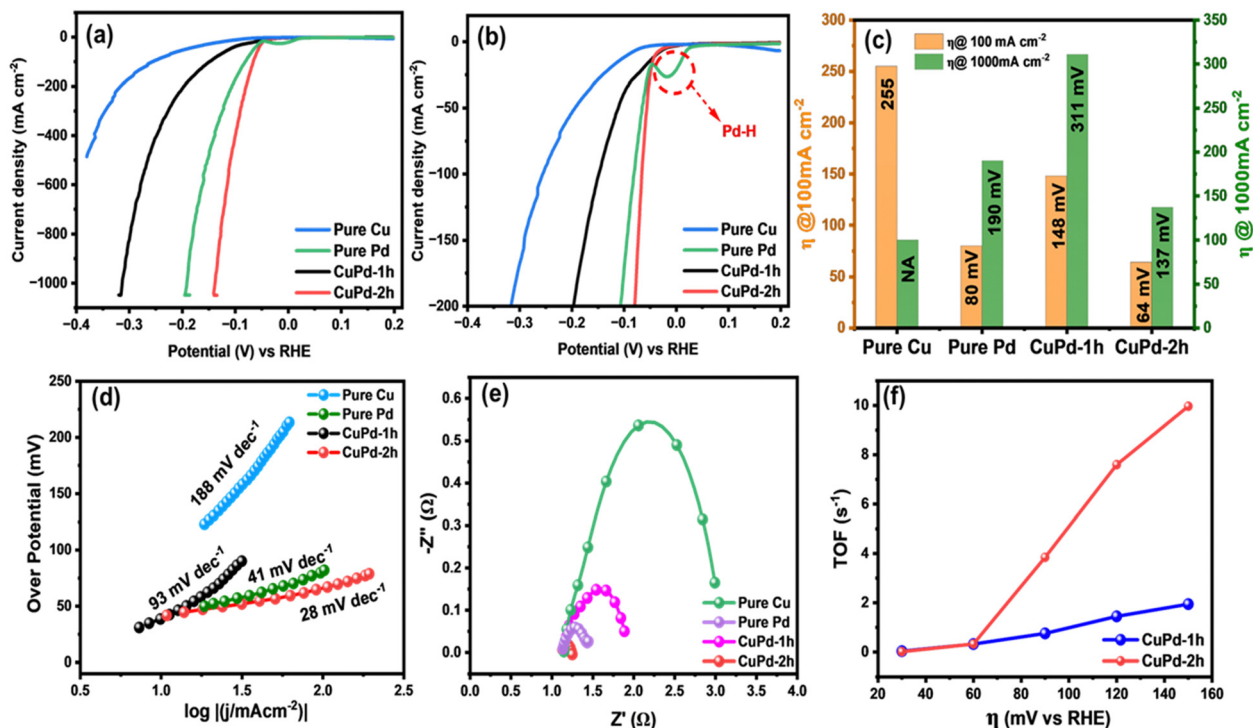 (a)
Current density (mA cm⁻²)
0
−200
−400
−600
−800
−1000
−0.4
−0.3
−0.2
−0.1
0.0
0.1
0.2
Potential (V) vs RHE
Pure Cu
Pure Pd
CuPd-1h
CuPd-2h
(b)
Current density (mA cm⁻²)
0
−50
−100
−150
−200
−0.4
−0.3
−0.2
−0.1
0.0
0.1
0.2
Potential (V) vs RHE
Pd-H
Pure Cu
Pure Pd
CuPd-1h
CuPd-2h
(c)
η@ 100 mA cm⁻²
η@ 1000mA cm⁻²
η @100mA cm⁻²
300
250
200
150
100
50
0
255
NA
80 mV
190 mV
148 mV
311 mV
64 mV
137 mV
Pure Cu
Pure Pd
CuPd-1h
CuPd-2h
350
300
250
200
150
100
50
0
η @ 1000mA cm⁻²
(d)
Over Potential (mV)
250
200
150
100
50
0
188 mV dec⁻¹
93 mV dec⁻¹
41 mV dec⁻¹
28 mV dec⁻¹
Pure Cu
Pure Pd
CuPd-1h
CuPd-2h
0.5
1.0
1.5
2.0
2.5
log |(j/mAcm⁻²)|
(e)
-Z'' (Ω)
0.6
0.5
0.4
0.3
0.2
0.1
0.0
Pure Cu
Pure Pd
CuPd-1h
CuPd-2h
0.0
0.5
1.0
1.5
2.0
2.5
3.0
3.5
4.0
Z' (Ω)
(f)
TOF (s⁻¹)
10
8
6
4
2
0
CuPd-1h
CuPd-2h
20
40
60
80
100
120
140
160
η (mV vs RHE)